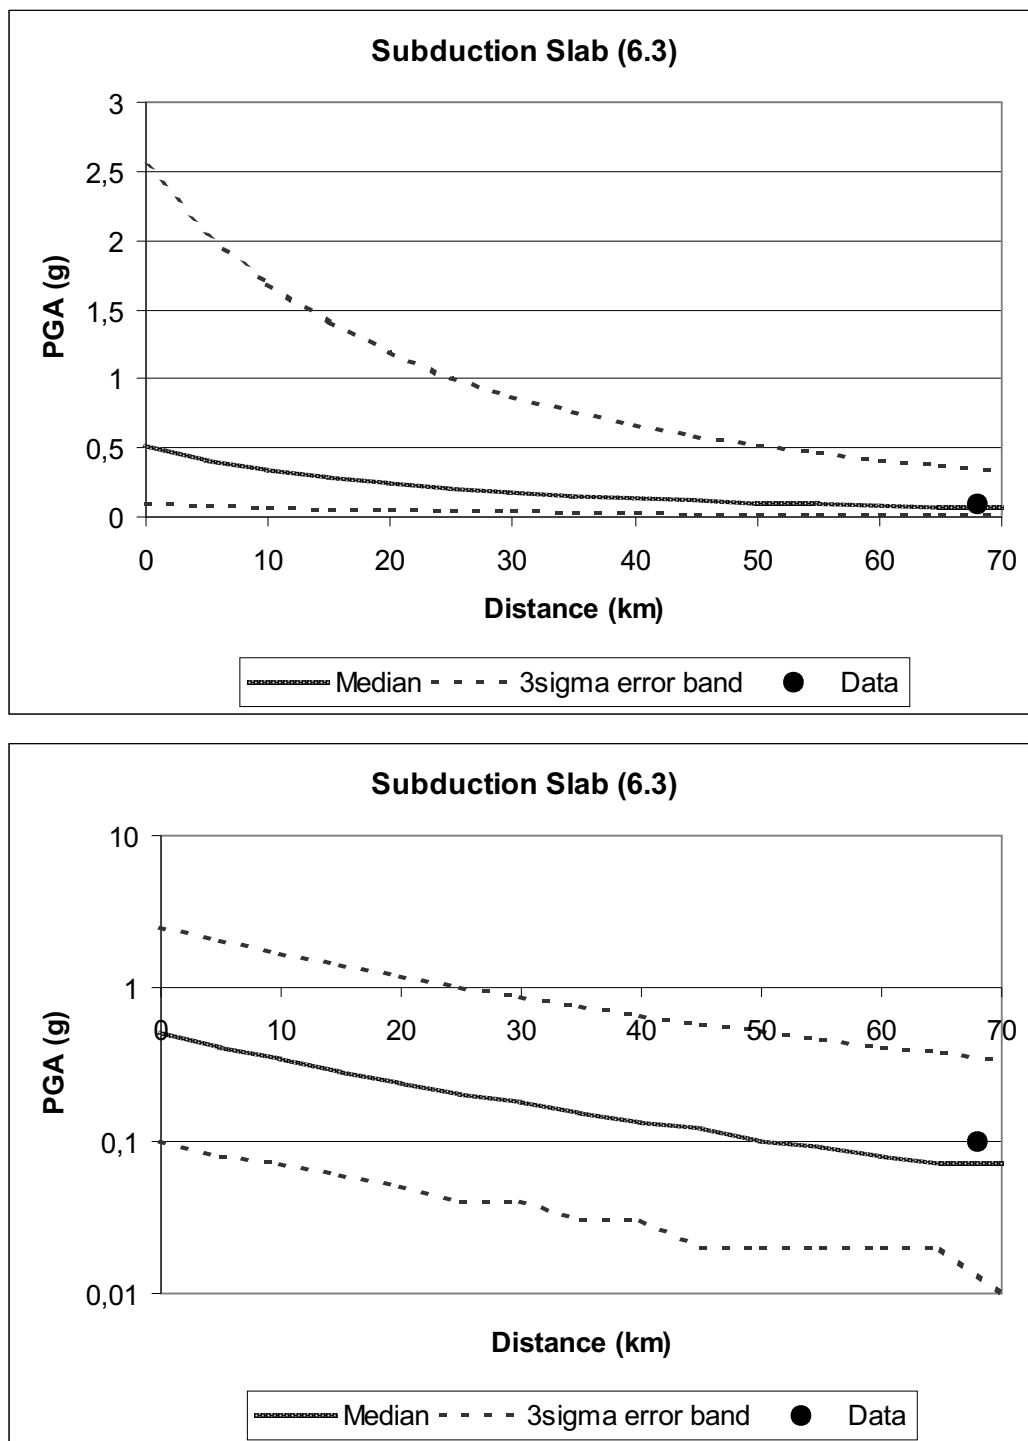 Subduction Slab (6.3)
3
2,5
2
1,5
1
0,5
0
PGA (g)
0 10 20 30 40 50 60 70
Distance (km)
Median 3sigma error band Data
Subduction Slab (6.3)
10
1
0,1
0,01
PGA (g)
0 10 20 30 40 50 60 70
Distance (km)
Median 3sigma error band Data